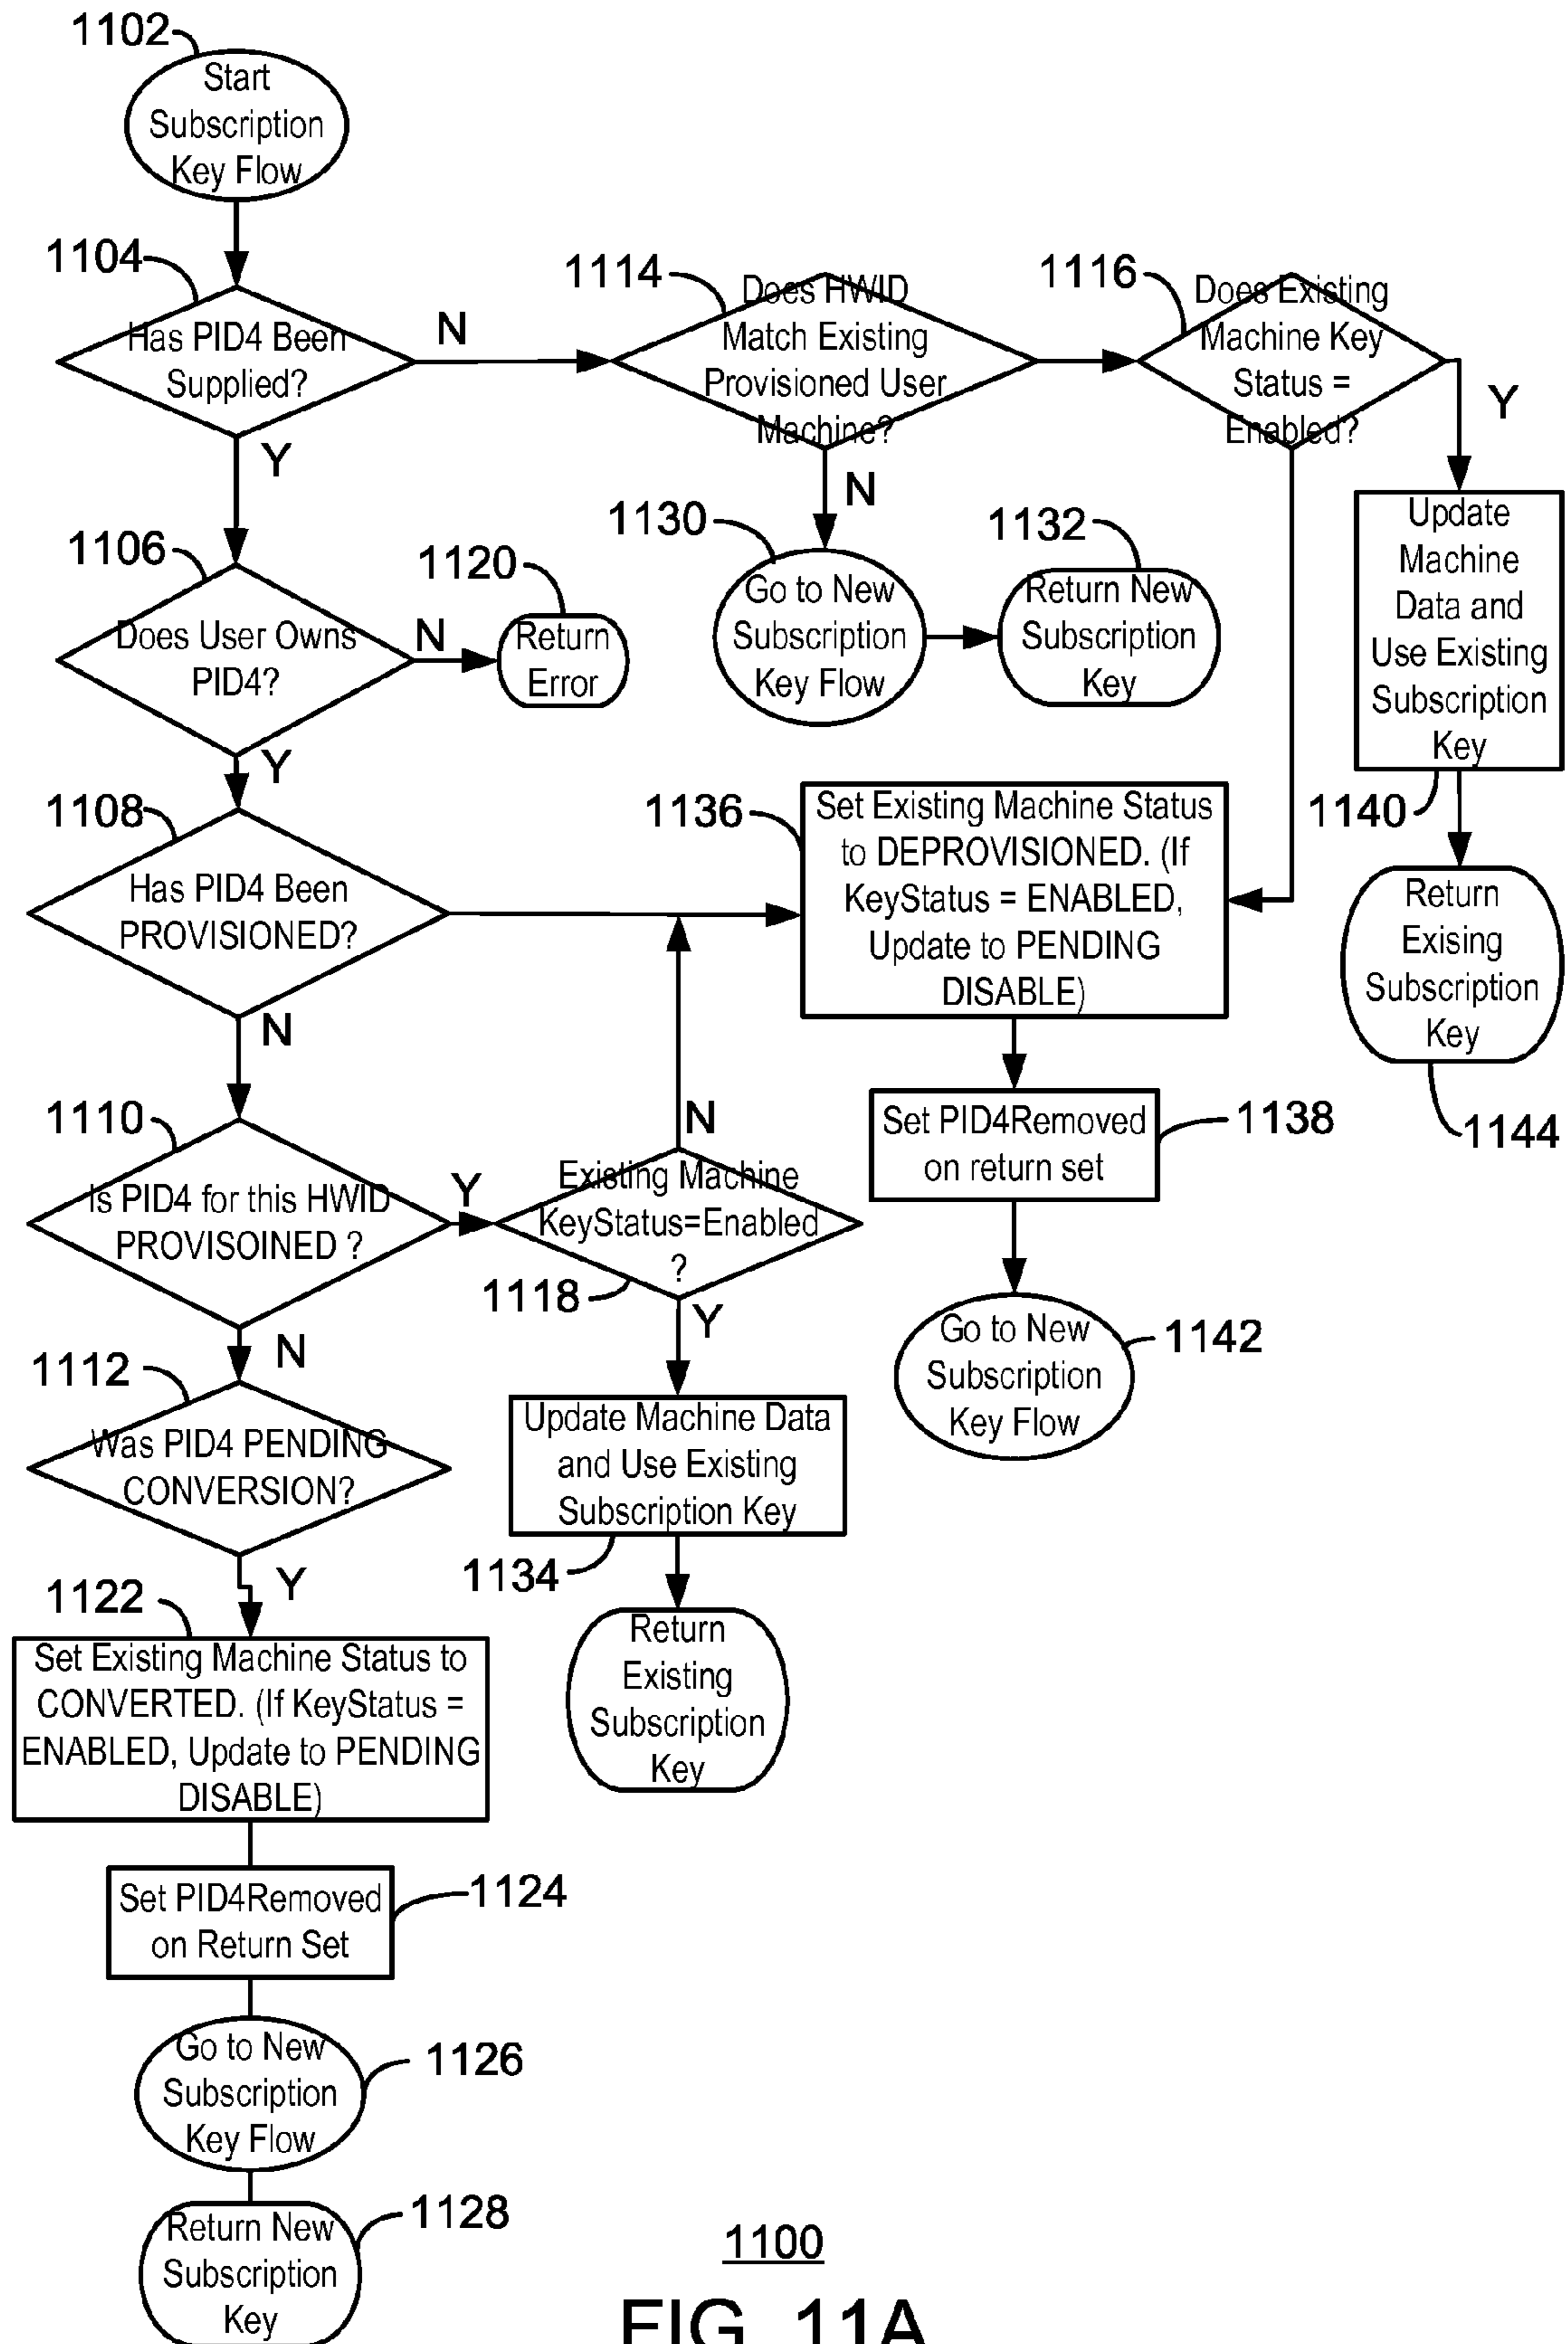 1102
Start
Subscription
Key Flow
1104
Has PID4 Been
Supplied?
N
Y
1114
Does HWID
Match Existing
Provisioned User
Machine?
N
1116
Does Existing
Machine Key
Status =
Enabled?
Y
1106
Does User Owns
PID4?
N
Y
1120
Return
Error
1130
Go to New
Subscription
Key Flow
1132
Return New
Subscription
Key
Update
Machine
Data and
Use Existing
Subscription
Key
1140
Return
Exising
Subscription
Key
1144
1108
Has PID4 Been
PROVISIONED?
N
1136
Set Existing Machine Status
to DEPROVISIONED. (If
KeyStatus = ENABLED,
Update to PENDING
DISABLE)
Set PID4Removed
on return set
1138
Go to New
Subscription
Key Flow
1142
1110
Is PID4 for this HWID
PROVISOINED ?
Y
N
N
Existing Machine
KeyStatus=Enabled
?
1118
Y
Update Machine Data
and Use Existing
Subscription Key
1134
Return
Existing
Subscription
Key
1112
Was PID4 PENDING
CONVERSION?
Y
1122
Set Existing Machine Status to
CONVERTED. (If KeyStatus =
ENABLED, Update to PENDING
DISABLE)
Set PID4Removed
on Return Set
1124
Go to New
Subscription
Key Flow
1126
Return New
Subscription
Key
1128
1100
FIG. 11A